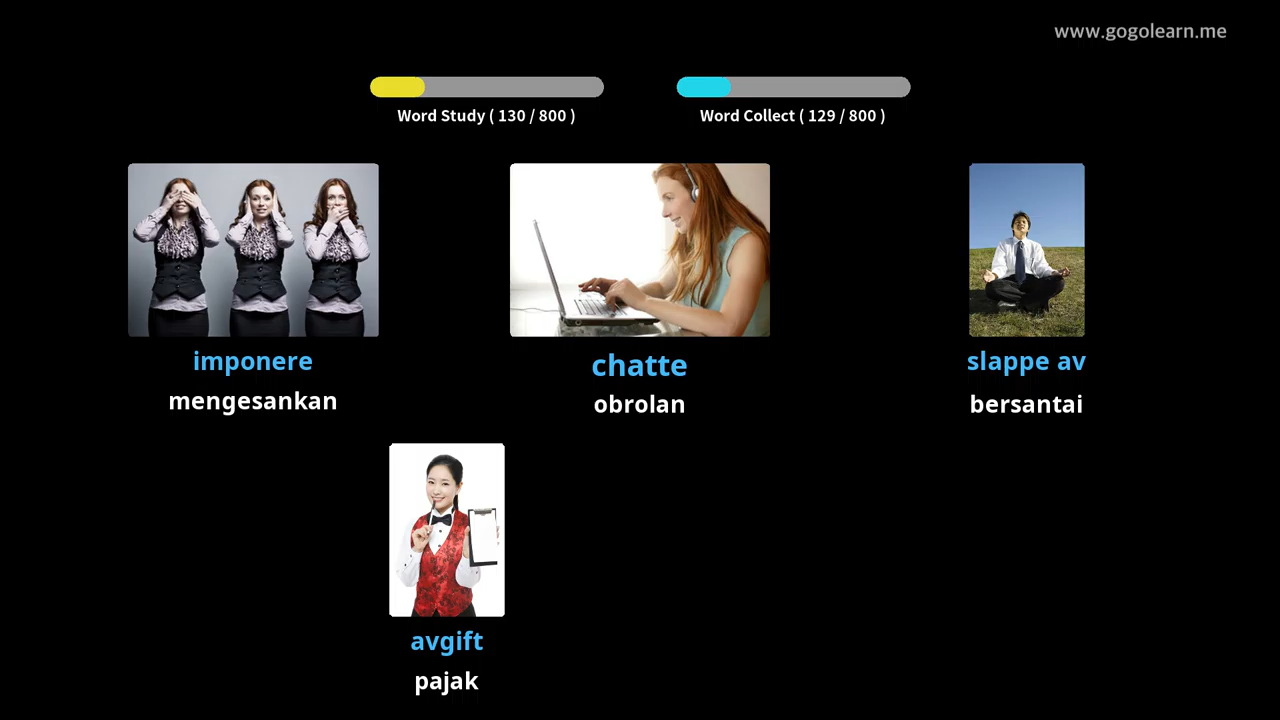 www.gogolearn.me
Word Study ( 130 / 800 )
Word Collect ( 129 / 800 )
imponere
mengesankan
chatte
obrolan
slappe av
bersantai
avgift
pajak